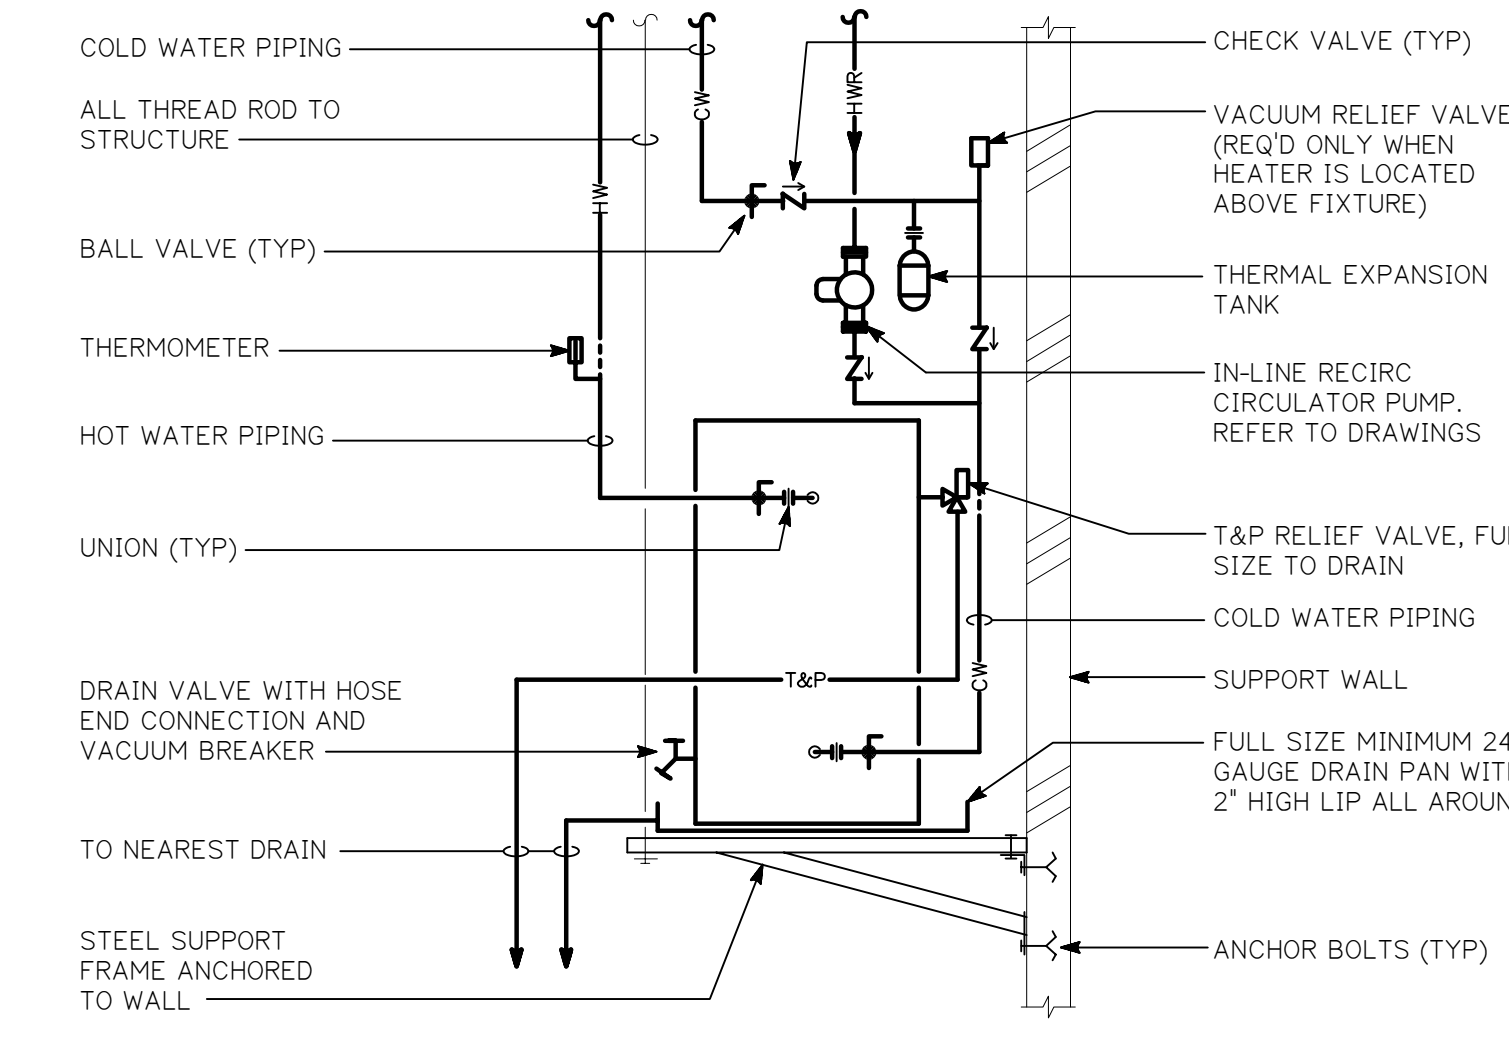 COLD WATER PIPING
ALL THREAD ROD TO
STRUCTURE
BALL VALVE (TYP)
THERMOMETER
HOT WATER PIPING
UNION (TYP)
DRAIN VALVE WITH HOSE
END CONNECTION AND
VACUUM BREAKER
TO NEAREST DRAIN
STEEL SUPPORT
FRAME ANCHORED
TO WALL
HW
CW
HWR
T&P
CW
CHECK VALVE (TYP)
VACUUM RELIEF VALVE
(REQ'D ONLY WHEN
HEATER IS LOCATED
ABOVE FIXTURE)
THERMAL EXPANSION
TANK
IN-LINE RECIRC
CIRCULATOR PUMP.
REFER TO DRAWINGS
T&P RELIEF VALVE,
SIZE TO DRAIN
COLD WATER PIPING
SUPPORT WALL
FULL SIZE MINIMUM 24
GAUGE DRAIN PAN
2" HIGH LIP ALL
ANCHOR BOLTS (TYP)